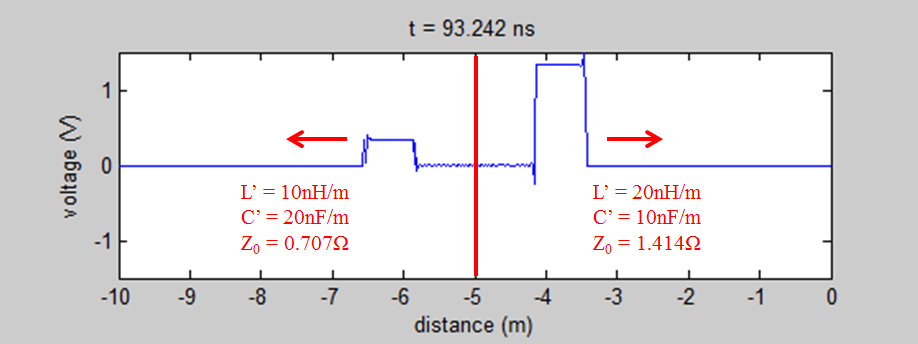 t = 93.242 ns
voltage (V)
1
0
-1
L’ = 10nH/m
C’ = 20nF/m
Z0 = 0.707Ω
L’ = 20nH/m
C’ = 10nF/m
Z0 = 1.414Ω
-10 -9 -8 -7 -6 -5 -4 -3 -2 -1 0
distance (m)